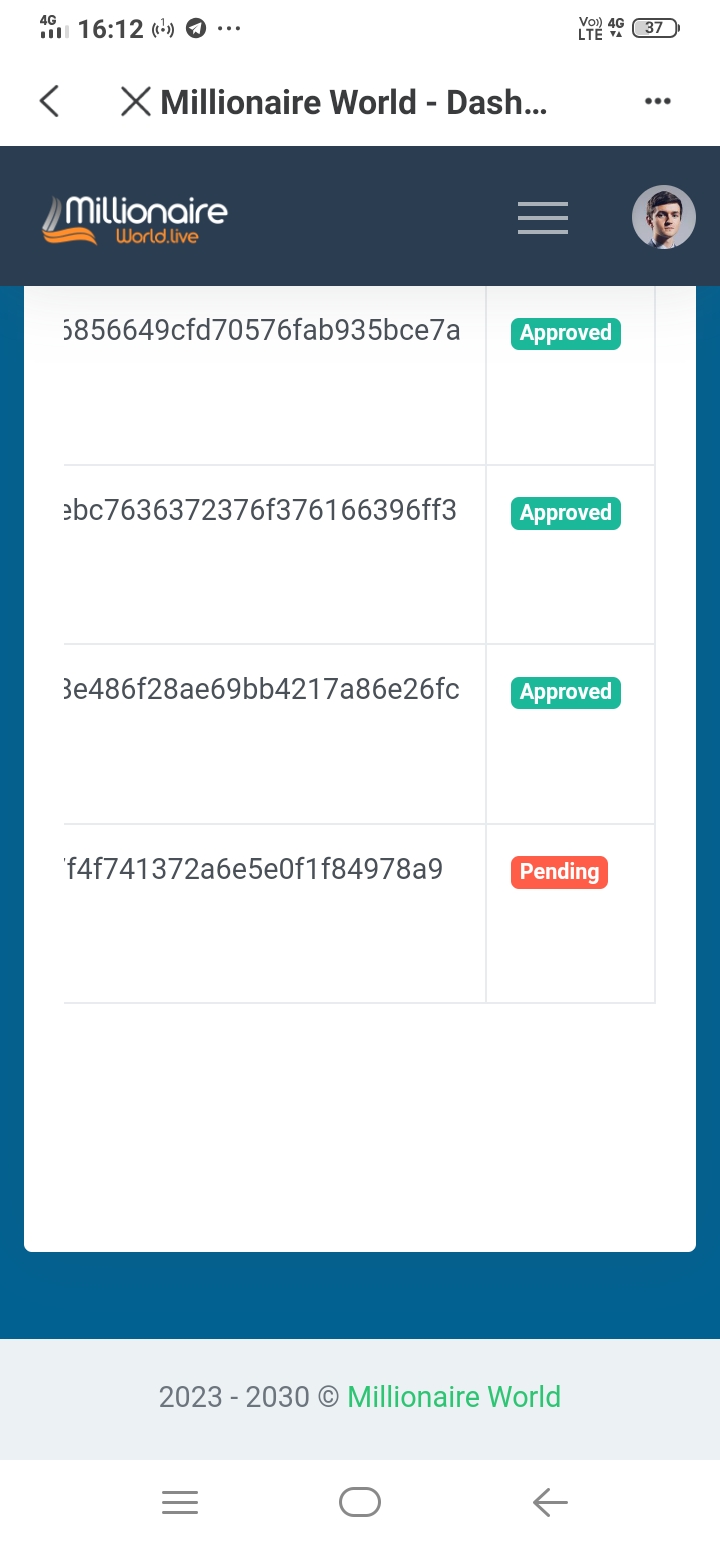 4G 16:12 ... Vo)) LTE 4G 37
Millionaire World - Dash...
Millionaire
World.live
6856649cfd70576fab935bce7a Approved
ebc7636372376f376166396ff3 Approved
3e486f28ae69bb4217a86e26fc Approved
f4f741372a6e5e0f1f84978a9 Pending
2023 - 2030 © Millionaire World